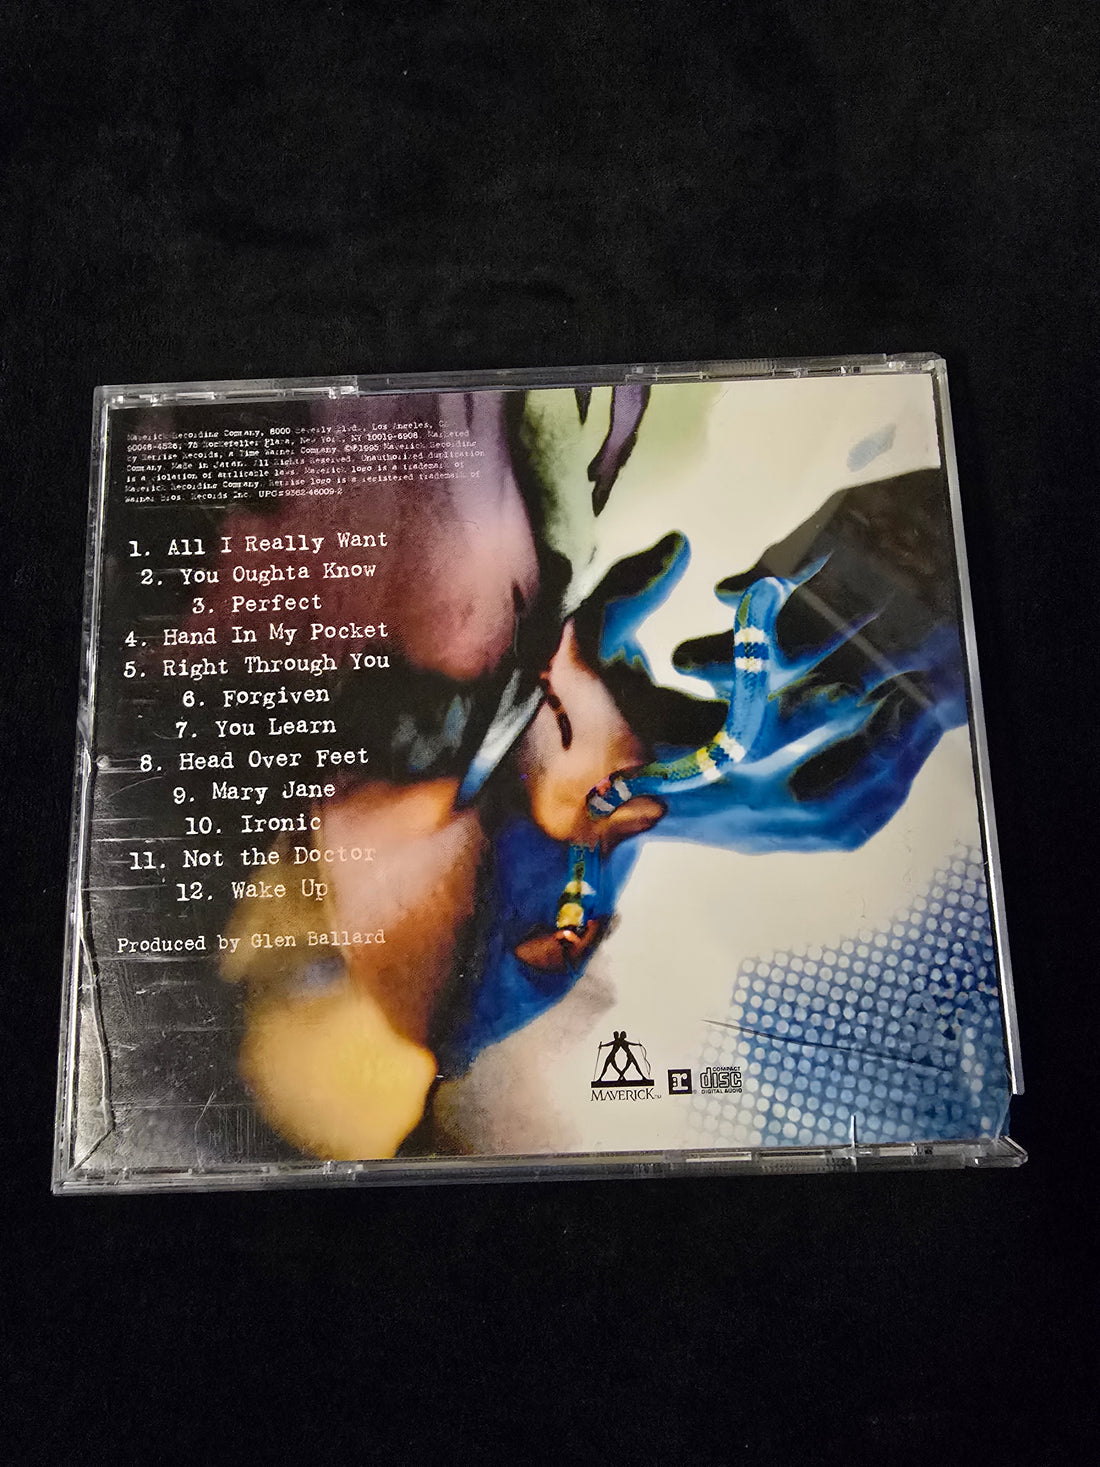 Maverick Recording Company, 8000 Beverly Blvd., Los Angeles, CA
90048-4526; 75 Rockefeller Plaza, New York, NY 10019-6908. Marketed
by Reprise Records, a Time Warner Company. ©℗1995 Maverick Recording
Company. Made in Japan. All Rights Reserved. Unauthorized duplication
is a violation of applicable laws. Maverick logo is a trademark of
Maverick Recording Company. Reprise logo is a registered trademark of
Warner Bros. Records Inc. UPC#9362-46009-2
1. All I Really Want
2. You Oughta Know
3. Perfect
4. Hand In My Pocket
5. Right Through You
6. Forgiven
7. You Learn
8. Head Over Feet
9. Mary Jane
10. Ironic
11. Not the Doctor
12. Wake Up
Produced by Glen Ballard
MAVERICK™
r®
COMPACT
disc
DIGITAL AUDIO